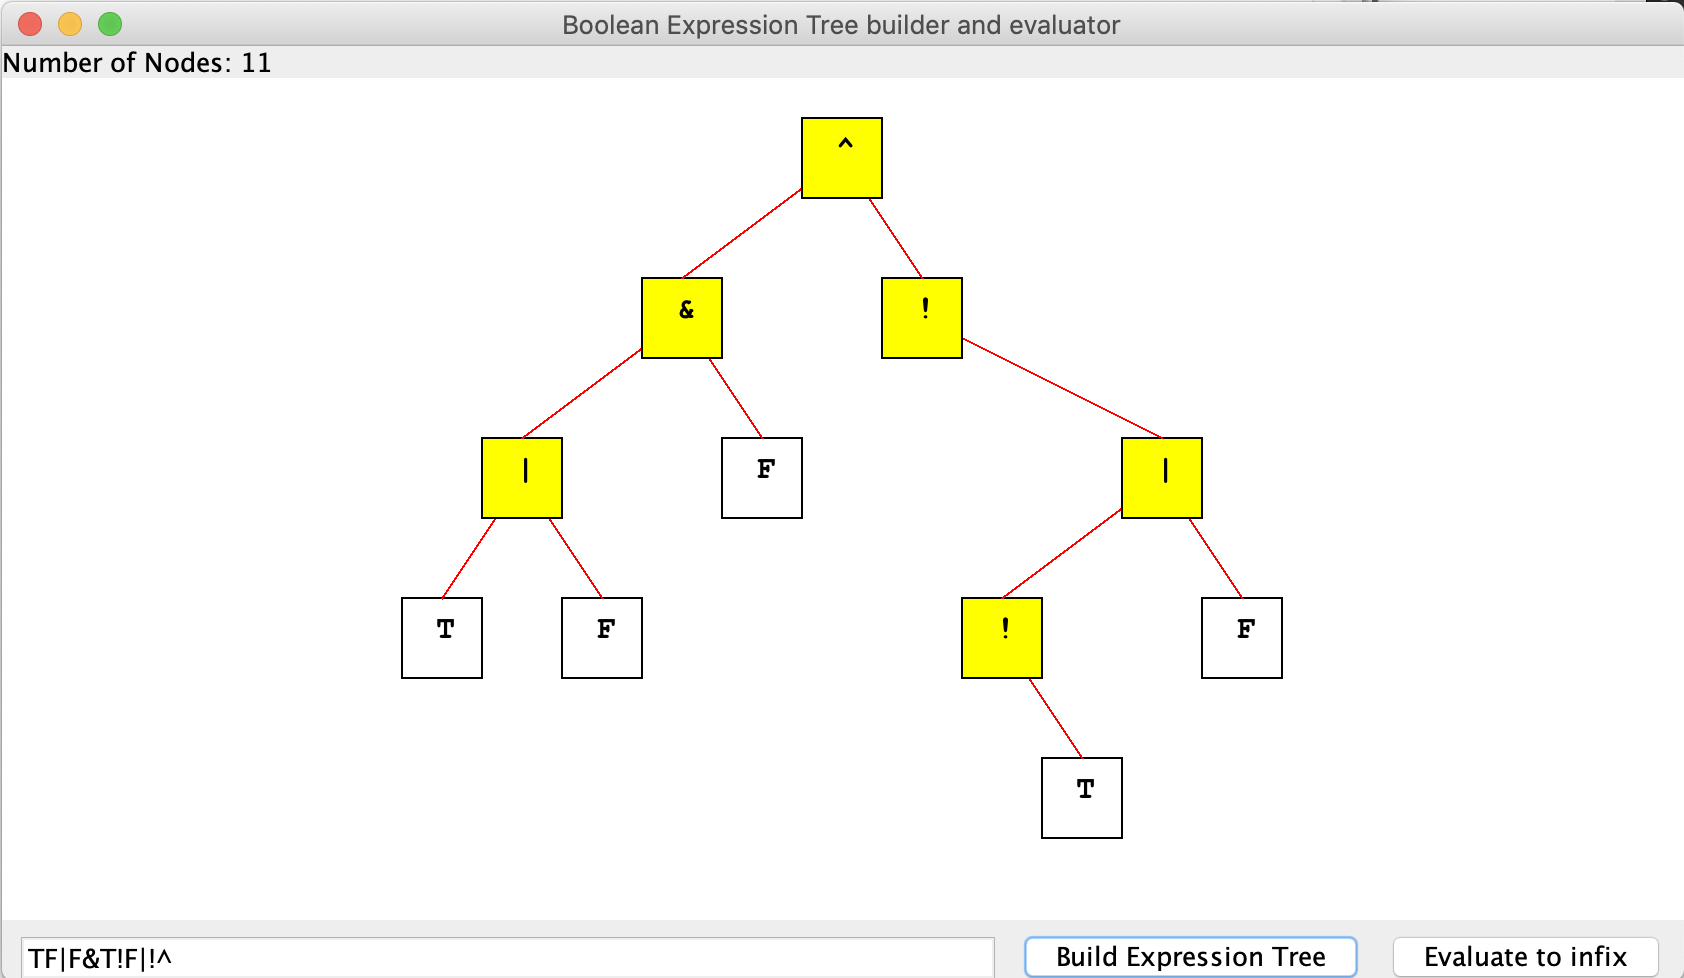 Boolean Expression Tree builder and evaluator
Number of Nodes: 11
^
& !
| F |
T F ! F
T
TF|F&T!F|!^ Build Expression Tree Evaluate to infix